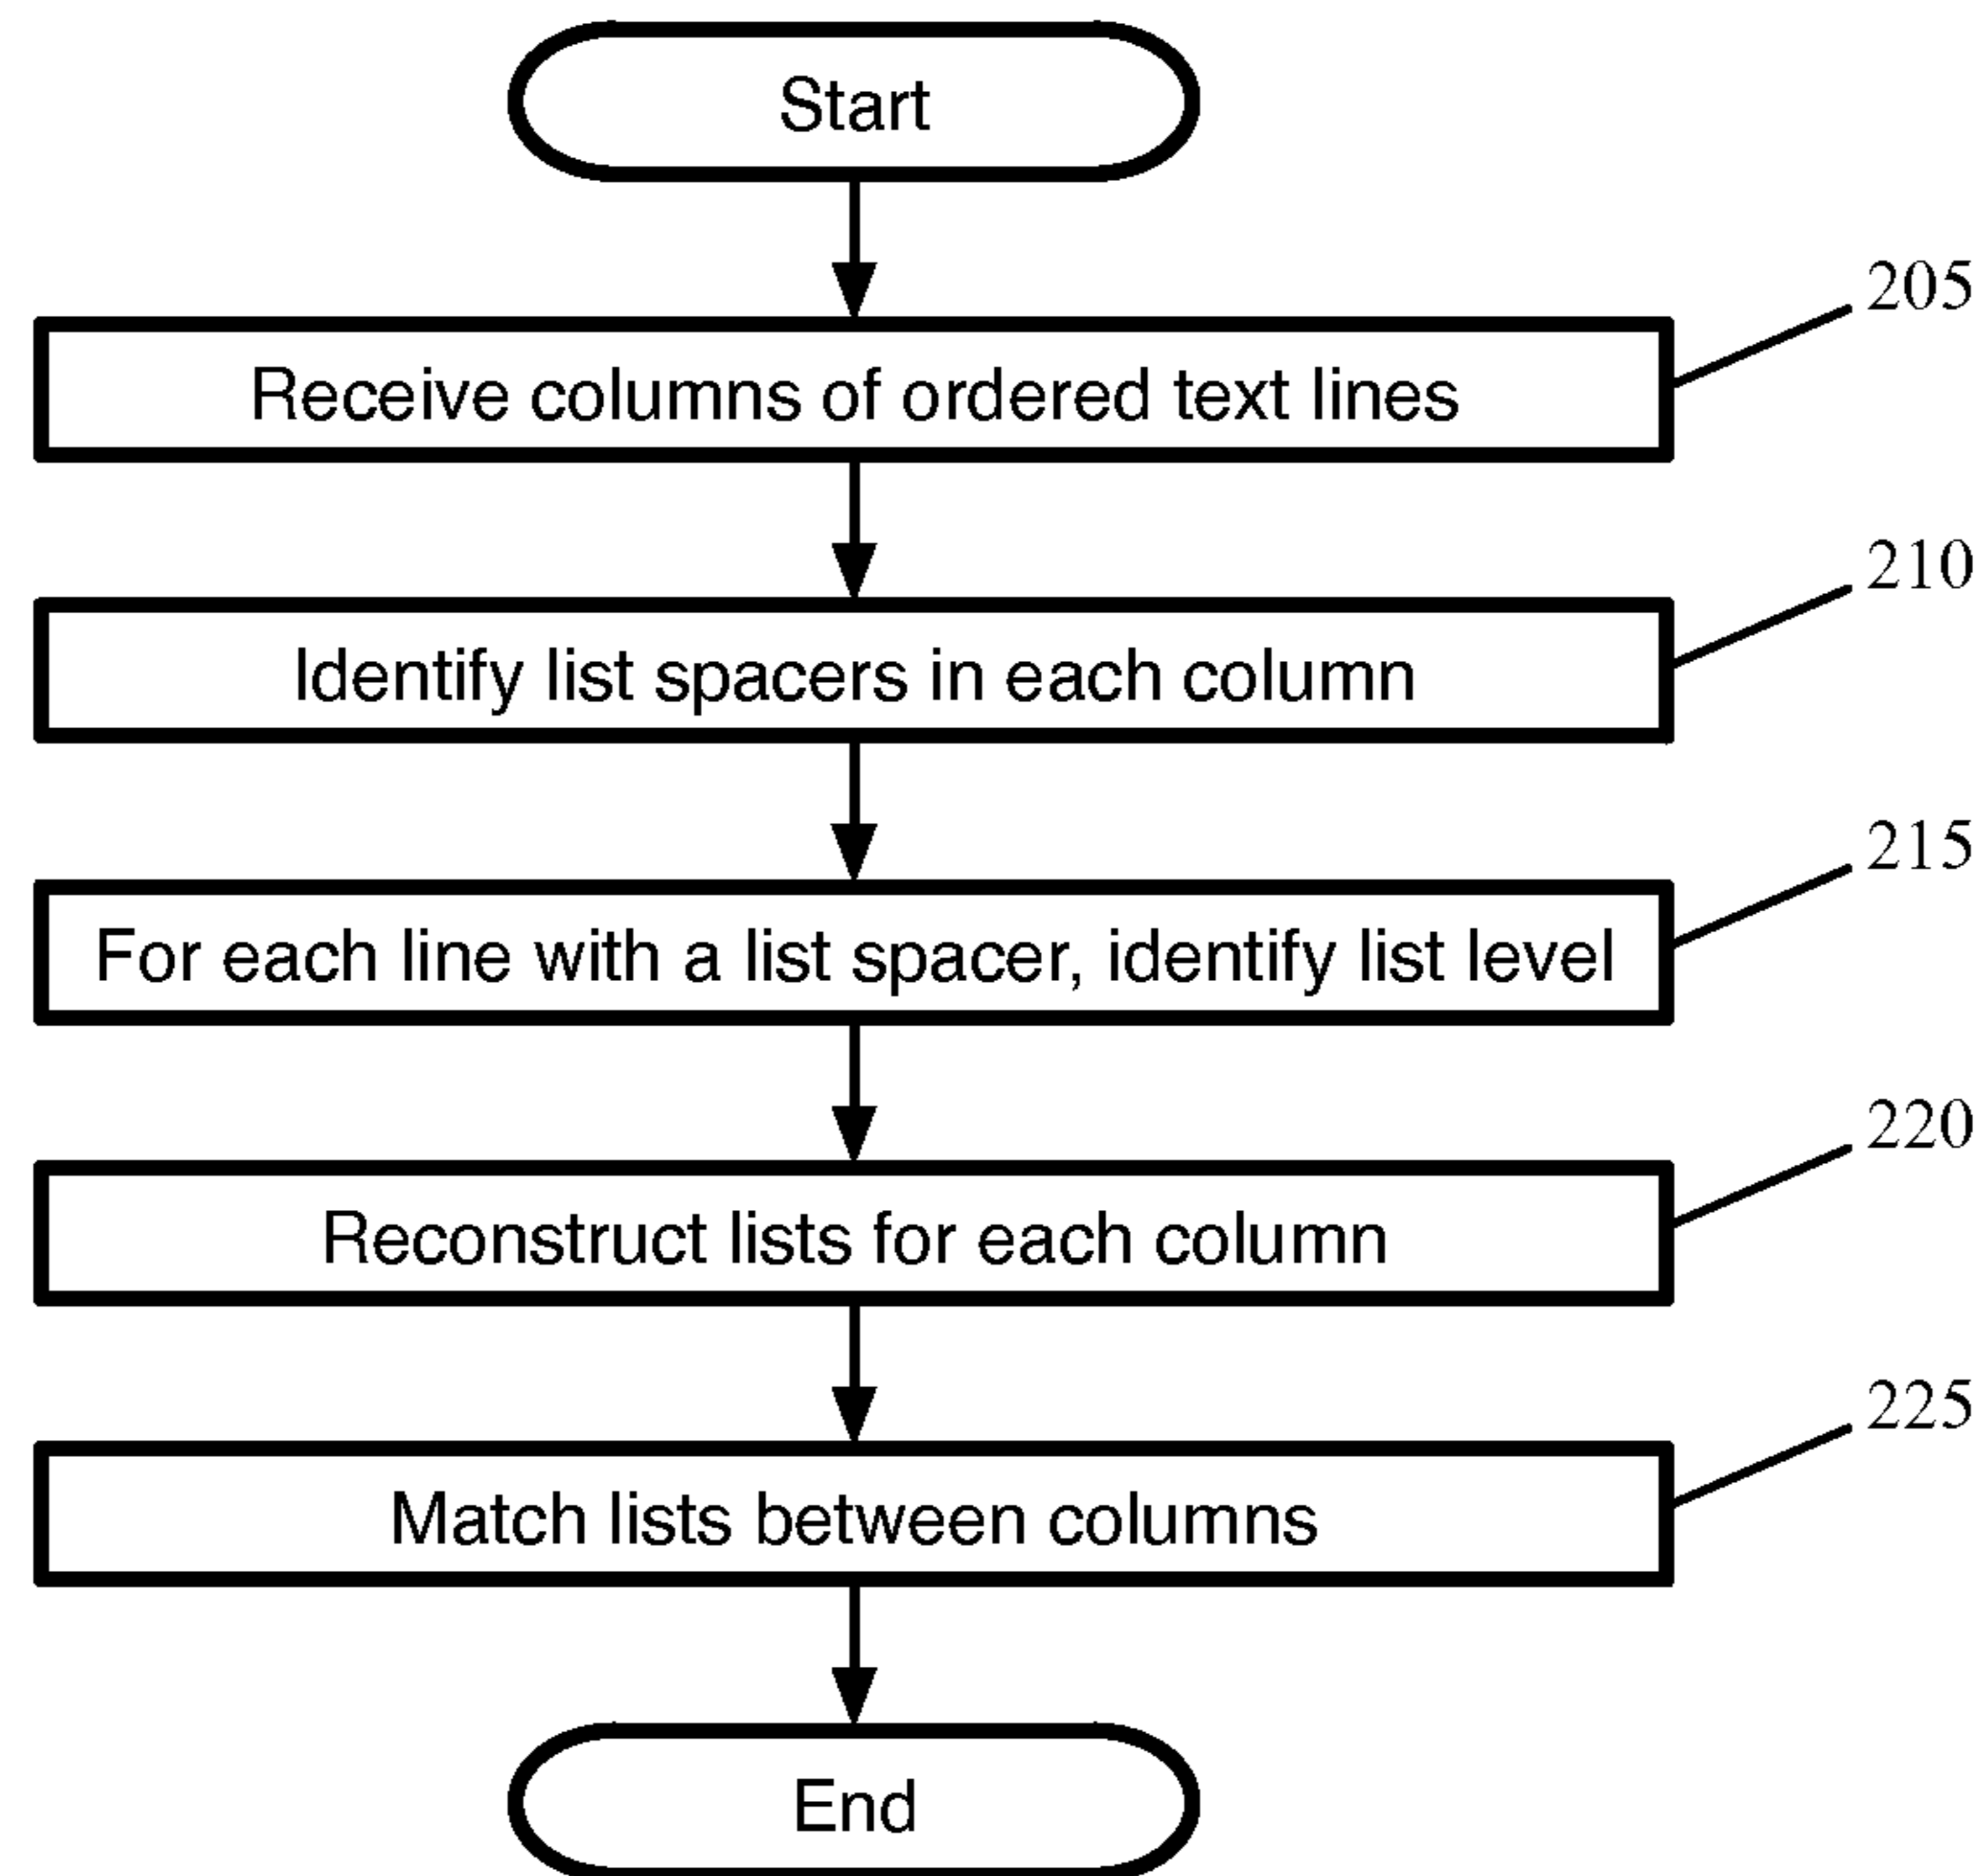 Start
205
Receive columns of ordered text lines
210
Identify list spacers in each column
215
For each line with a list spacer, identify list level
220
Reconstruct lists for each column
225
Match lists between columns
End